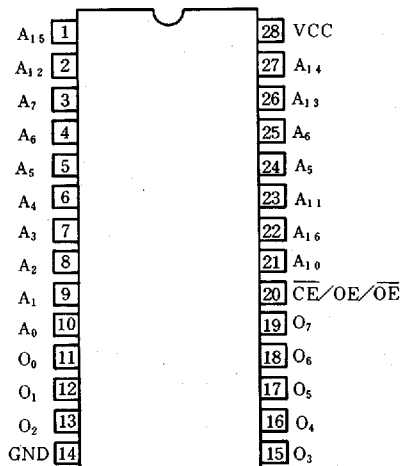 A15 1 28 VCC
A12 2 27 A14
A7 3 26 A13
A6 4 25 A6
A5 5 24 A5
A4 6 23 A11
A3 7 22 A16
A2 8 21 A10
A1 9 20 C̅E̅/OE/O̅E̅
A0 10 19 O7
O0 11 18 O6
O1 12 17 O5
O2 13 16 O4
GND 14 15 O3